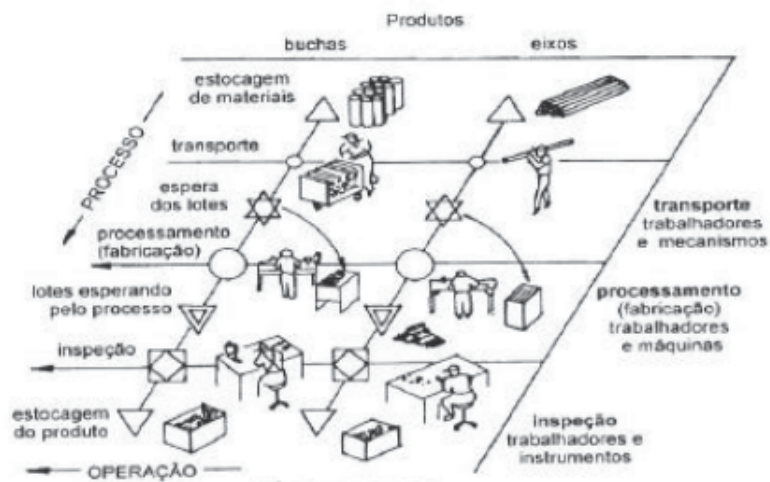 Produtos
buchas
eixos
estocagem
de materiais
transporte
PROCESSO
espera
dos lotes
transporte
trabalhadores
e mecanismos
processamento
(fabricação)
lotes esperando
pelo processo
processamento
(fabricação)
trabalhadores
e máquinas
inspeção
estocagem
do produto
inspeção
trabalhadores e
instrumentos
OPERAÇÃO